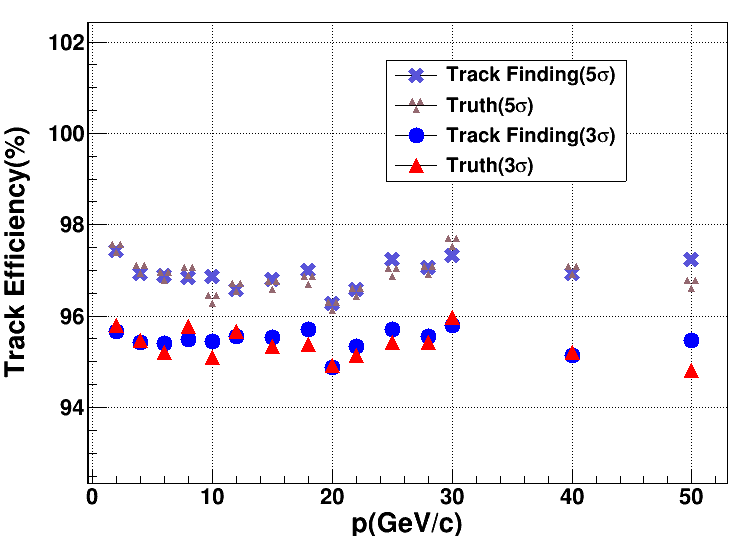 102
100
98
96
94
Track Efficiency(%)
Track Finding(5σ)
Truth(5σ)
Track Finding(3σ)
Truth(3σ)
0 10 20 30 40 50
p(GeV/c)